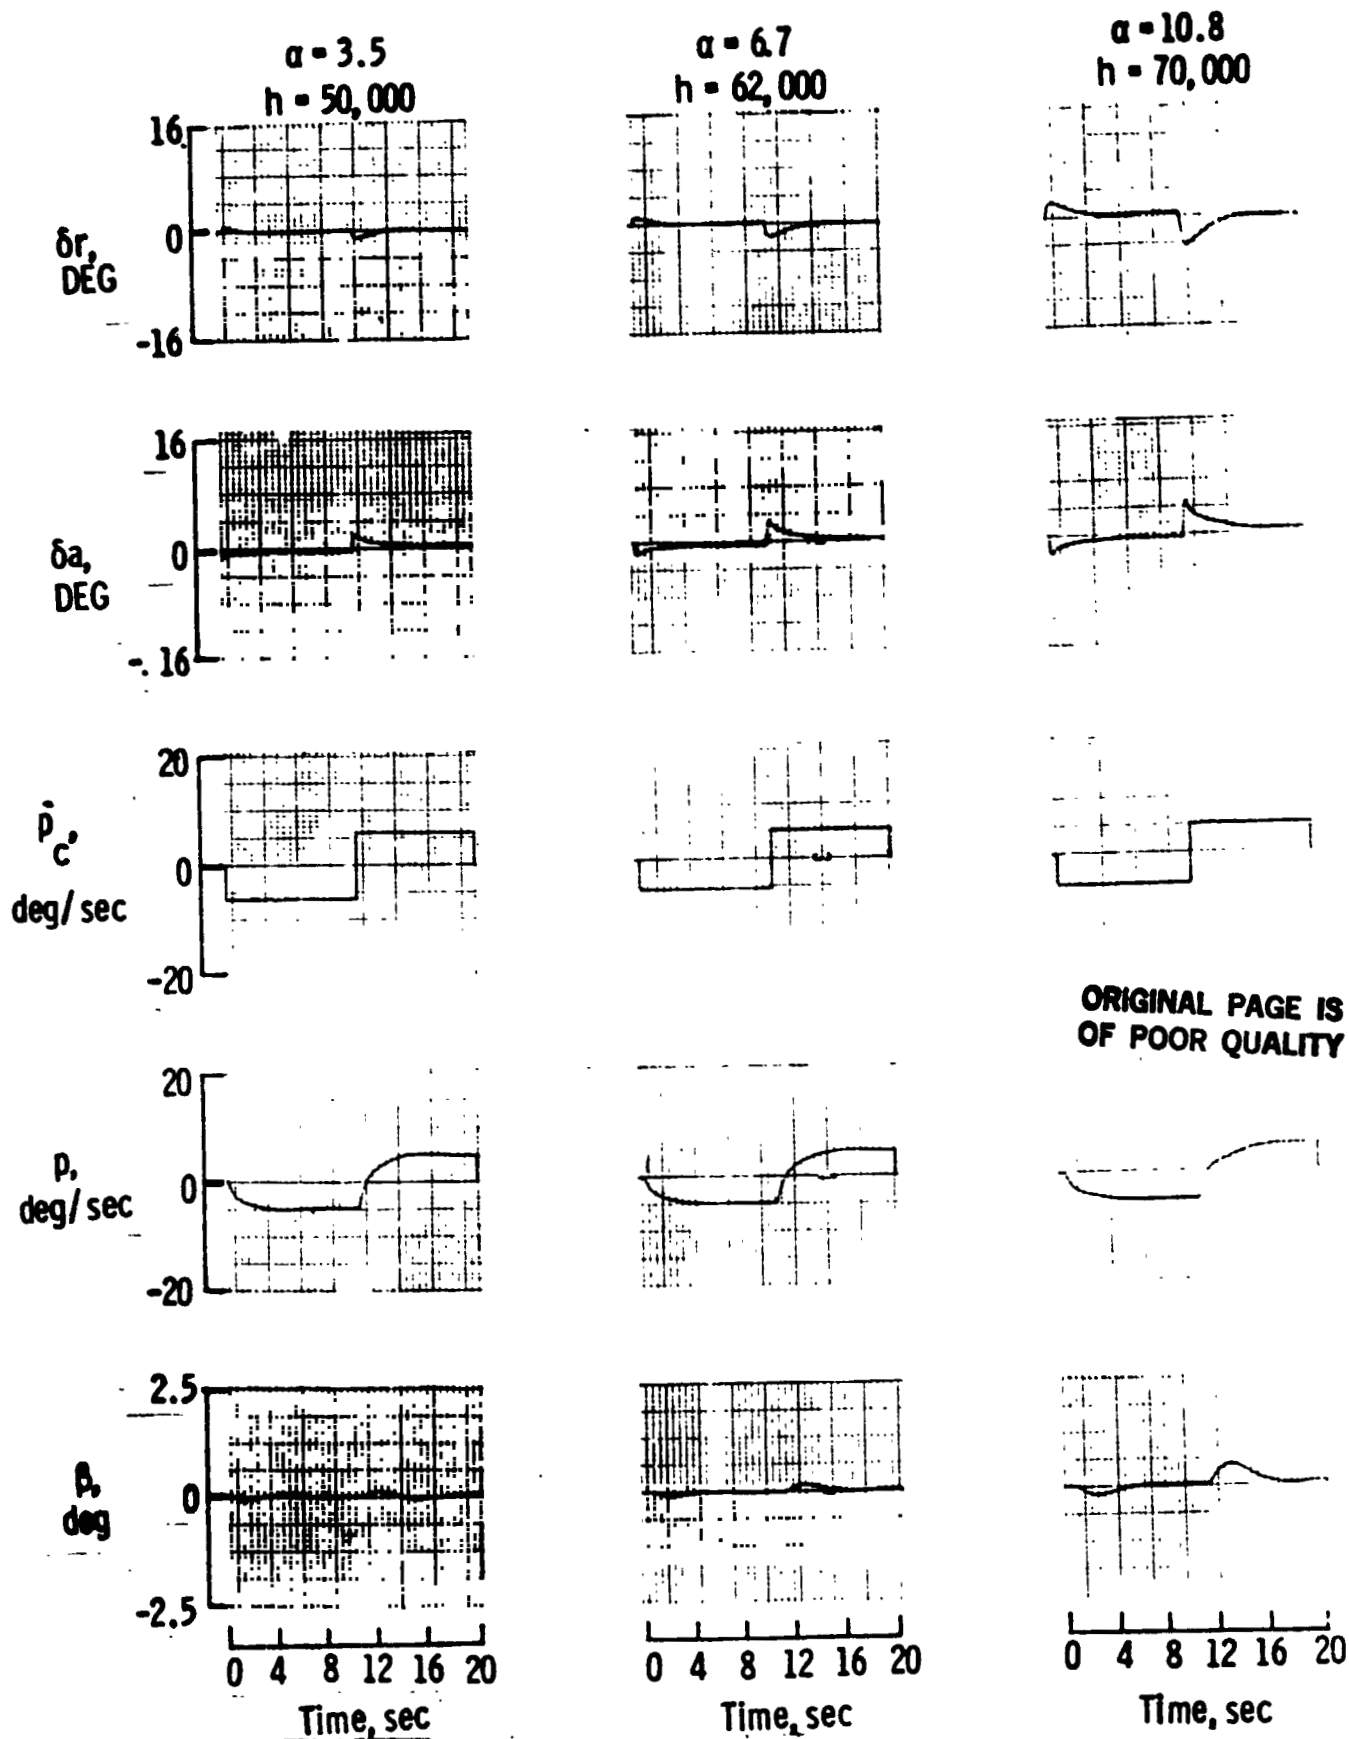 α = 3.5
h = 50,000
α = 6.7
h = 62,000
α = 10.8
h = 70,000
16
0
-16
δr,
DEG
16
0
-. 16
δa,
DEG
20
0
-20
ṗc,
deg/sec
ORIGINAL PAGE IS
OF POOR QUALITY
20
0
-20
p,
deg/sec
2.5
0
-2.5
β,
deg
0 4 8 12 16 20
Time, sec
0 4 8 12 16 20
Time, sec
0 4 8 12 16 20
Time, sec